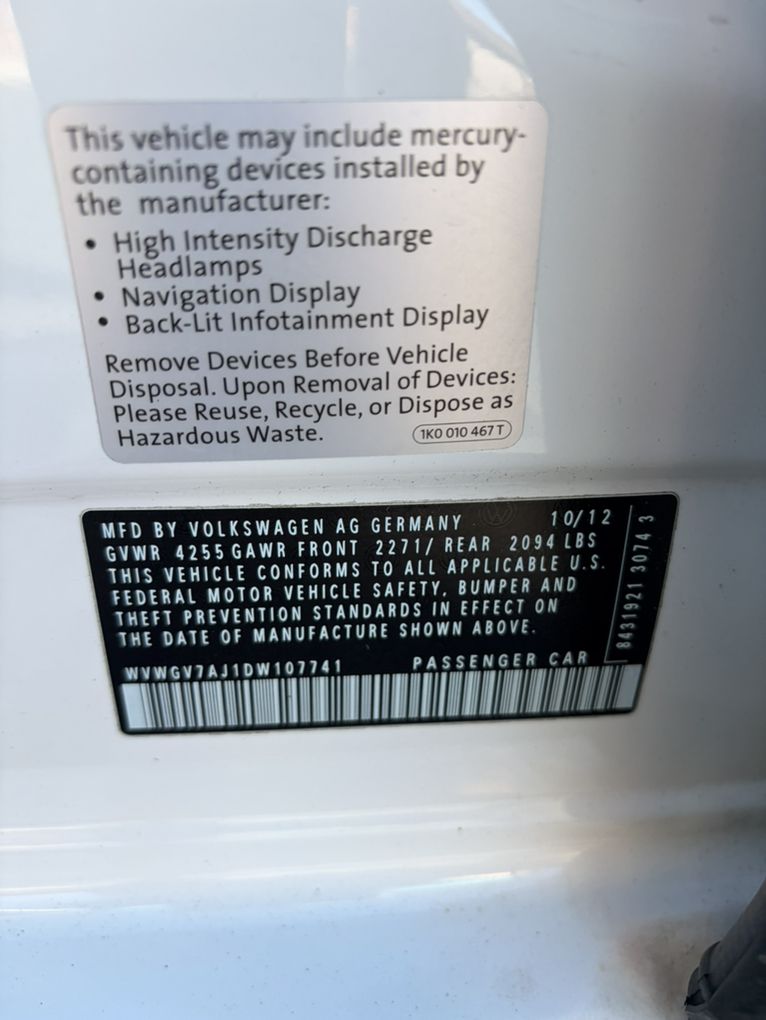 This vehicle may include mercury-
containing devices installed by
the manufacturer:
• High Intensity Discharge
Headlamps
• Navigation Display
• Back-Lit Infotainment Display
Remove Devices Before Vehicle
Disposal. Upon Removal of Devices:
Please Reuse, Recycle, or Dispose as
Hazardous Waste.
1K0 010 467 T
MFD BY VOLKSWAGEN AG GERMANY 10/12
GVWR 4255 GAWR FRONT 2271/ REAR 2094 LBS
THIS VEHICLE CONFORMS TO ALL APPLICABLE U.S.
FEDERAL MOTOR VEHICLE SAFETY, BUMPER AND
THEFT PREVENTION STANDARDS IN EFFECT ON
THE DATE OF MANUFACTURE SHOWN ABOVE.
WVWGV7AJ1DW107741 PASSENGER CAR
8431921 3074 3